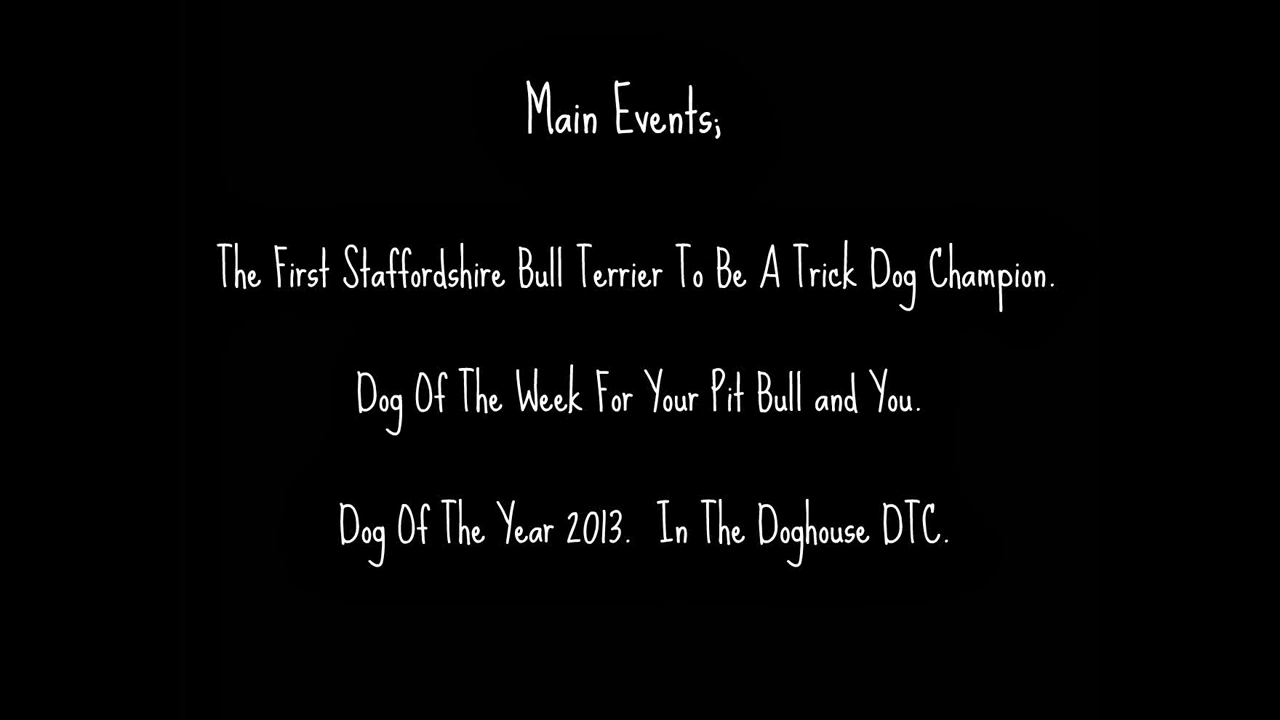 Main Events;
The First Staffordshire Bull Terrier To Be A Trick Dog Champion.
Dog Of The Week For Your Pit Bull and You.
Dog Of The Year 2013.  In The Doghouse DTC.